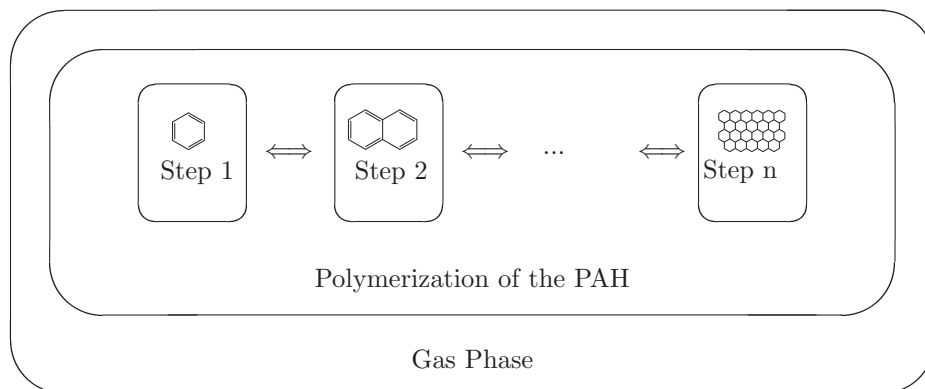 Step 1
Step 2
...
Step n
Polymerization of the PAH
Gas Phase